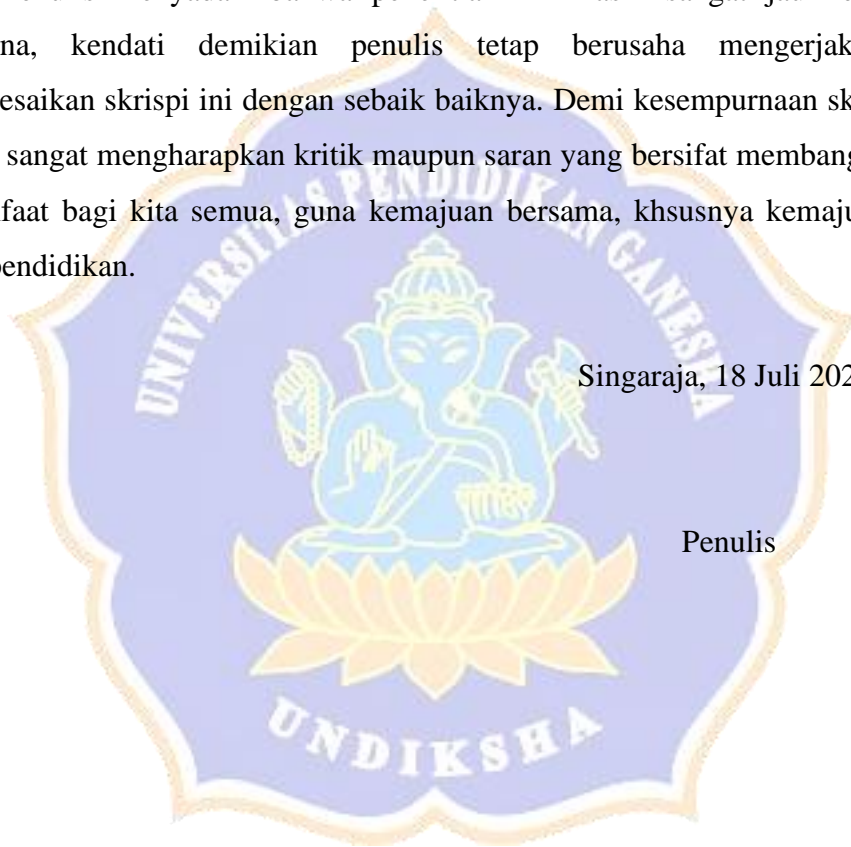 na, kendati demikian penulis tetap berusaha mengerjak
esaikan skrispi ini dengan sebaik baiknya. Demi kesempurnaan sk
sangat mengharapkan kritik maupun saran yang bersifat membang
faat bagi kita semua, guna kemajuan bersama, khsusnya kemaju
pendidikan.
UNIVERSITAS PENDIDIKAN GANESHA
Singaraja, 18 Juli 202
Penulis
UNDIKSHA